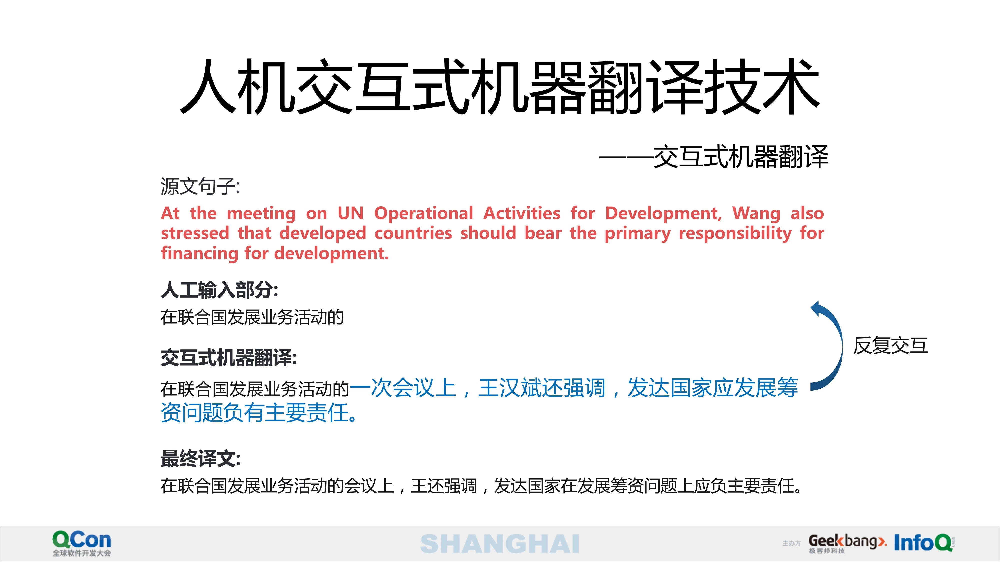 人机交互式机器翻译技术
——交互式机器翻译
源文句子:
At the meeting on UN Operational Activities for Development, Wang also
stressed that developed countries should bear the primary responsibility for
financing for development.
人工输入部分:
在联合国发展业务活动的
反复交互
交互式机器翻译:
在联合国发展业务活动的一次会议上，王汉斌还强调，发达国家应发展筹
资问题负有主要责任。
最终译文:
在联合国发展业务活动的会议上，王还强调，发达国家在发展筹资问题上应负主要责任。
QCon
全球软件开发大会
SHANGHAI
主办方
Geekbang>.
极客邦科技
InfoQ